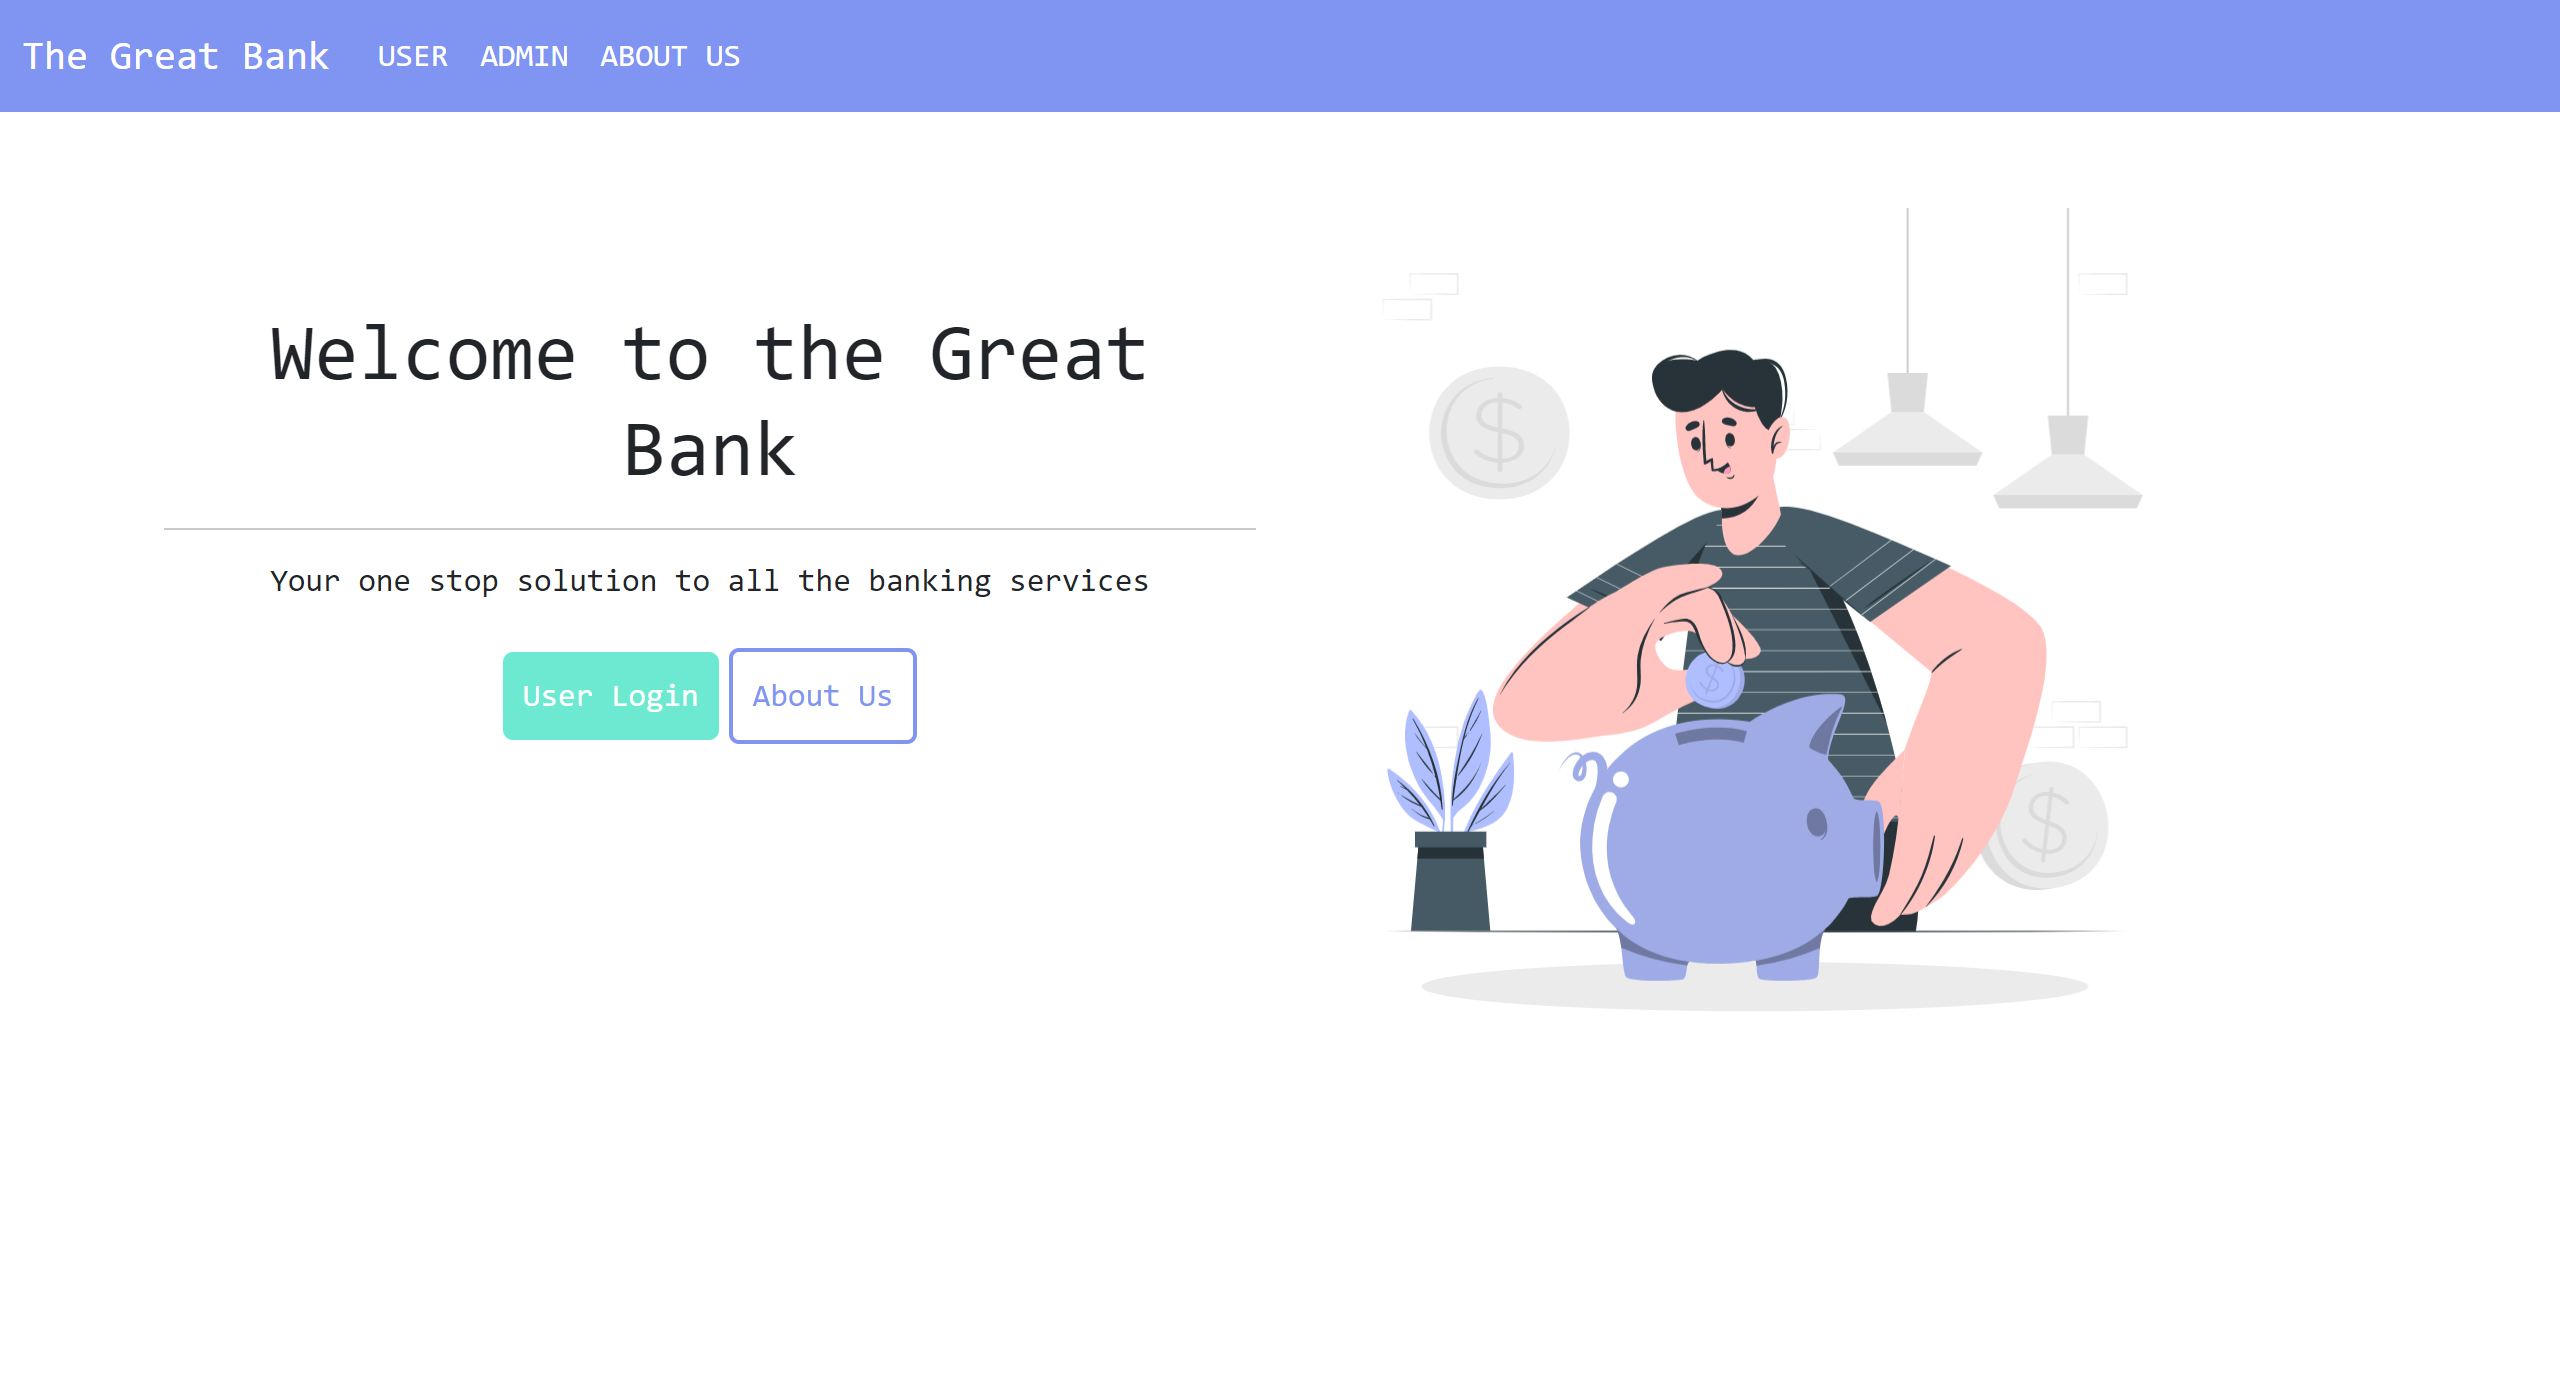 The Great Bank USER ADMIN ABOUT US
Welcome to the Great
Bank
Your one stop solution to all the banking services
User Login About Us
$
$
$